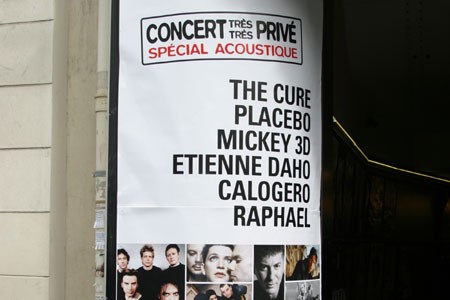 CONCERT TRÈS TRÈS PRIVÉ
SPÉCIAL ACOUSTIQUE
THE CURE
PLACEBO
MICKEY 3D
ETIENNE DAHO
CALOGERO
RAPHAEL